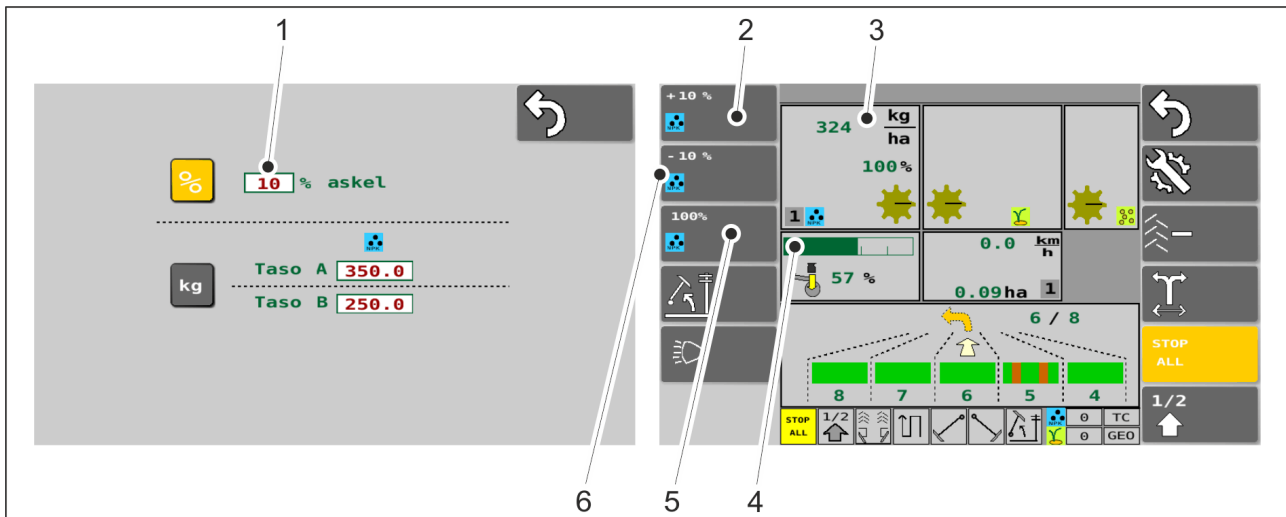 1
2
3
%
10 % askel
NPK
kg
Taso A 350.0
Taso B 250.0
+10 %
NPK
- 10 %
NPK
100%
NPK
324 kg
ha
100%
1 NPK
57 %
0.0 km
h
0.09ha 1
6 / 8
8 7 6 5 4
STOP
ALL
1/2
STOP
ALL
1/2
NPK 0 TC
0 GEO
6
5
4